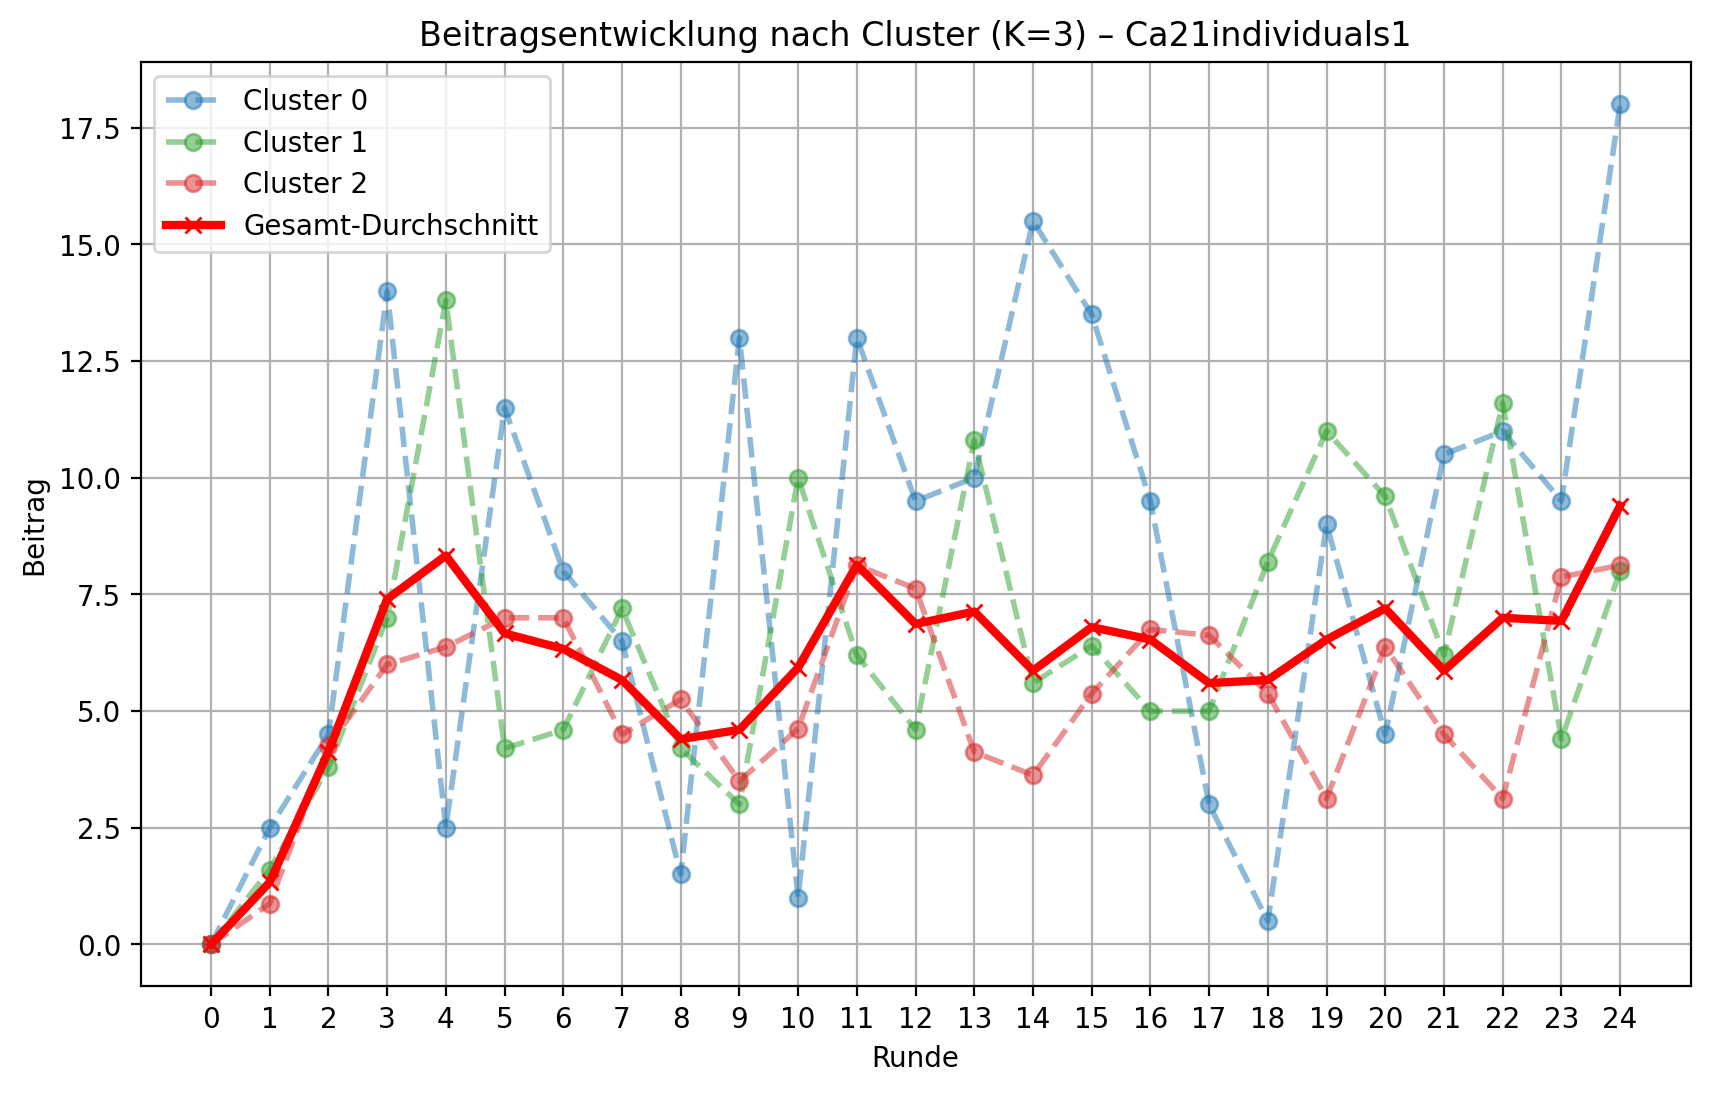 Beitragsentwicklung nach Cluster (K=3) – Ca21individuals1
Cluster 0
Cluster 1
Cluster 2
Gesamt-Durchschnitt
17.5
15.0
12.5
10.0
7.5
5.0
2.5
0.0
Beitrag
0 1 2 3 4 5 6 7 8 9 10 11 12 13 14 15 16 17 18 19 20 21 22 23 24
Runde